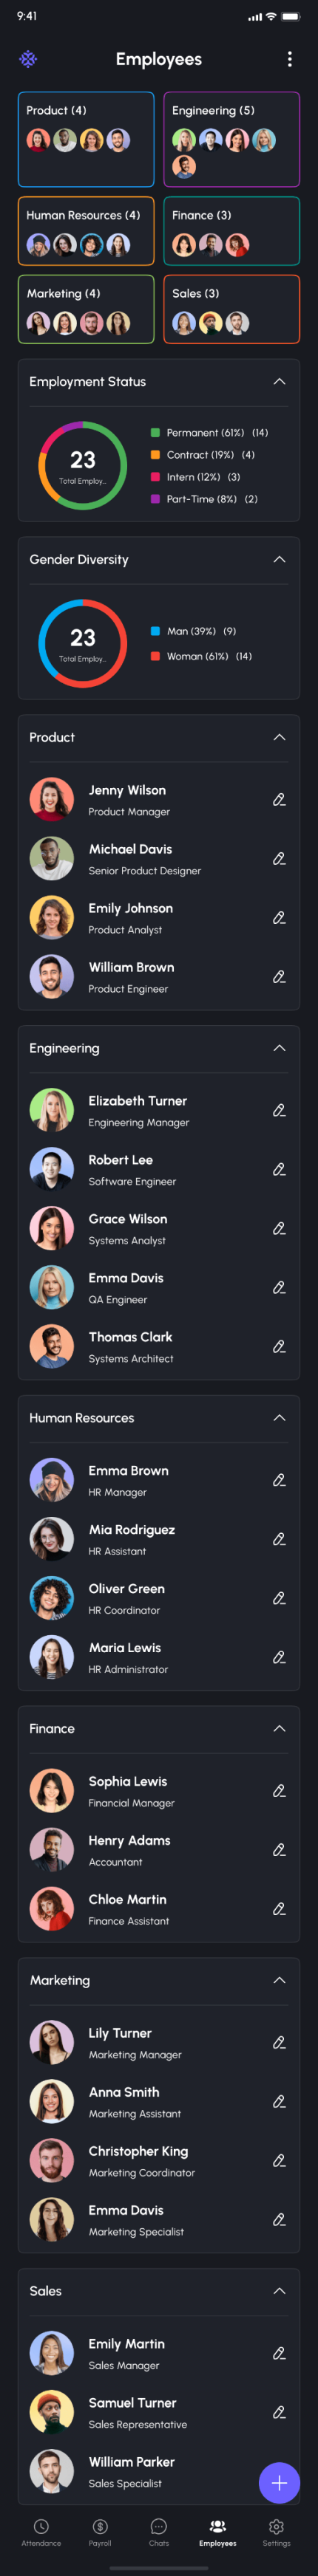 9:41
Employees
Product (4)
Engineering (5)
Human Resources (4)
Finance (3)
Marketing (4)
Sales (3)
Employment Status
23
Total Employ...
Permanent (61%) (14)
Contract (19%) (4)
Intern (12%) (3)
Part-Time (8%) (2)
Gender Diversity
23
Total Employ...
Man (39%) (9)
Woman (61%) (14)
Product
Jenny Wilson
Product Manager
Michael Davis
Senior Product Designer
Emily Johnson
Product Analyst
William Brown
Product Engineer
Engineering
Elizabeth Turner
Engineering Manager
Robert Lee
Software Engineer
Grace Wilson
Systems Analyst
Emma Davis
QA Engineer
Thomas Clark
Systems Architect
Human Resources
Emma Brown
HR Manager
Mia Rodriguez
HR Assistant
Oliver Green
HR Coordinator
Maria Lewis
HR Administrator
Finance
Sophia Lewis
Financial Manager
Henry Adams
Accountant
Chloe Martin
Finance Assistant
Marketing
Lily Turner
Marketing Manager
Anna Smith
Marketing Assistant
Christopher King
Marketing Coordinator
Emma Davis
Marketing Specialist
Sales
Emily Martin
Sales Manager
Samuel Turner
Sales Representative
William Parker
Sales Specialist
Attendance
Payroll
Chats
Employees
Settings